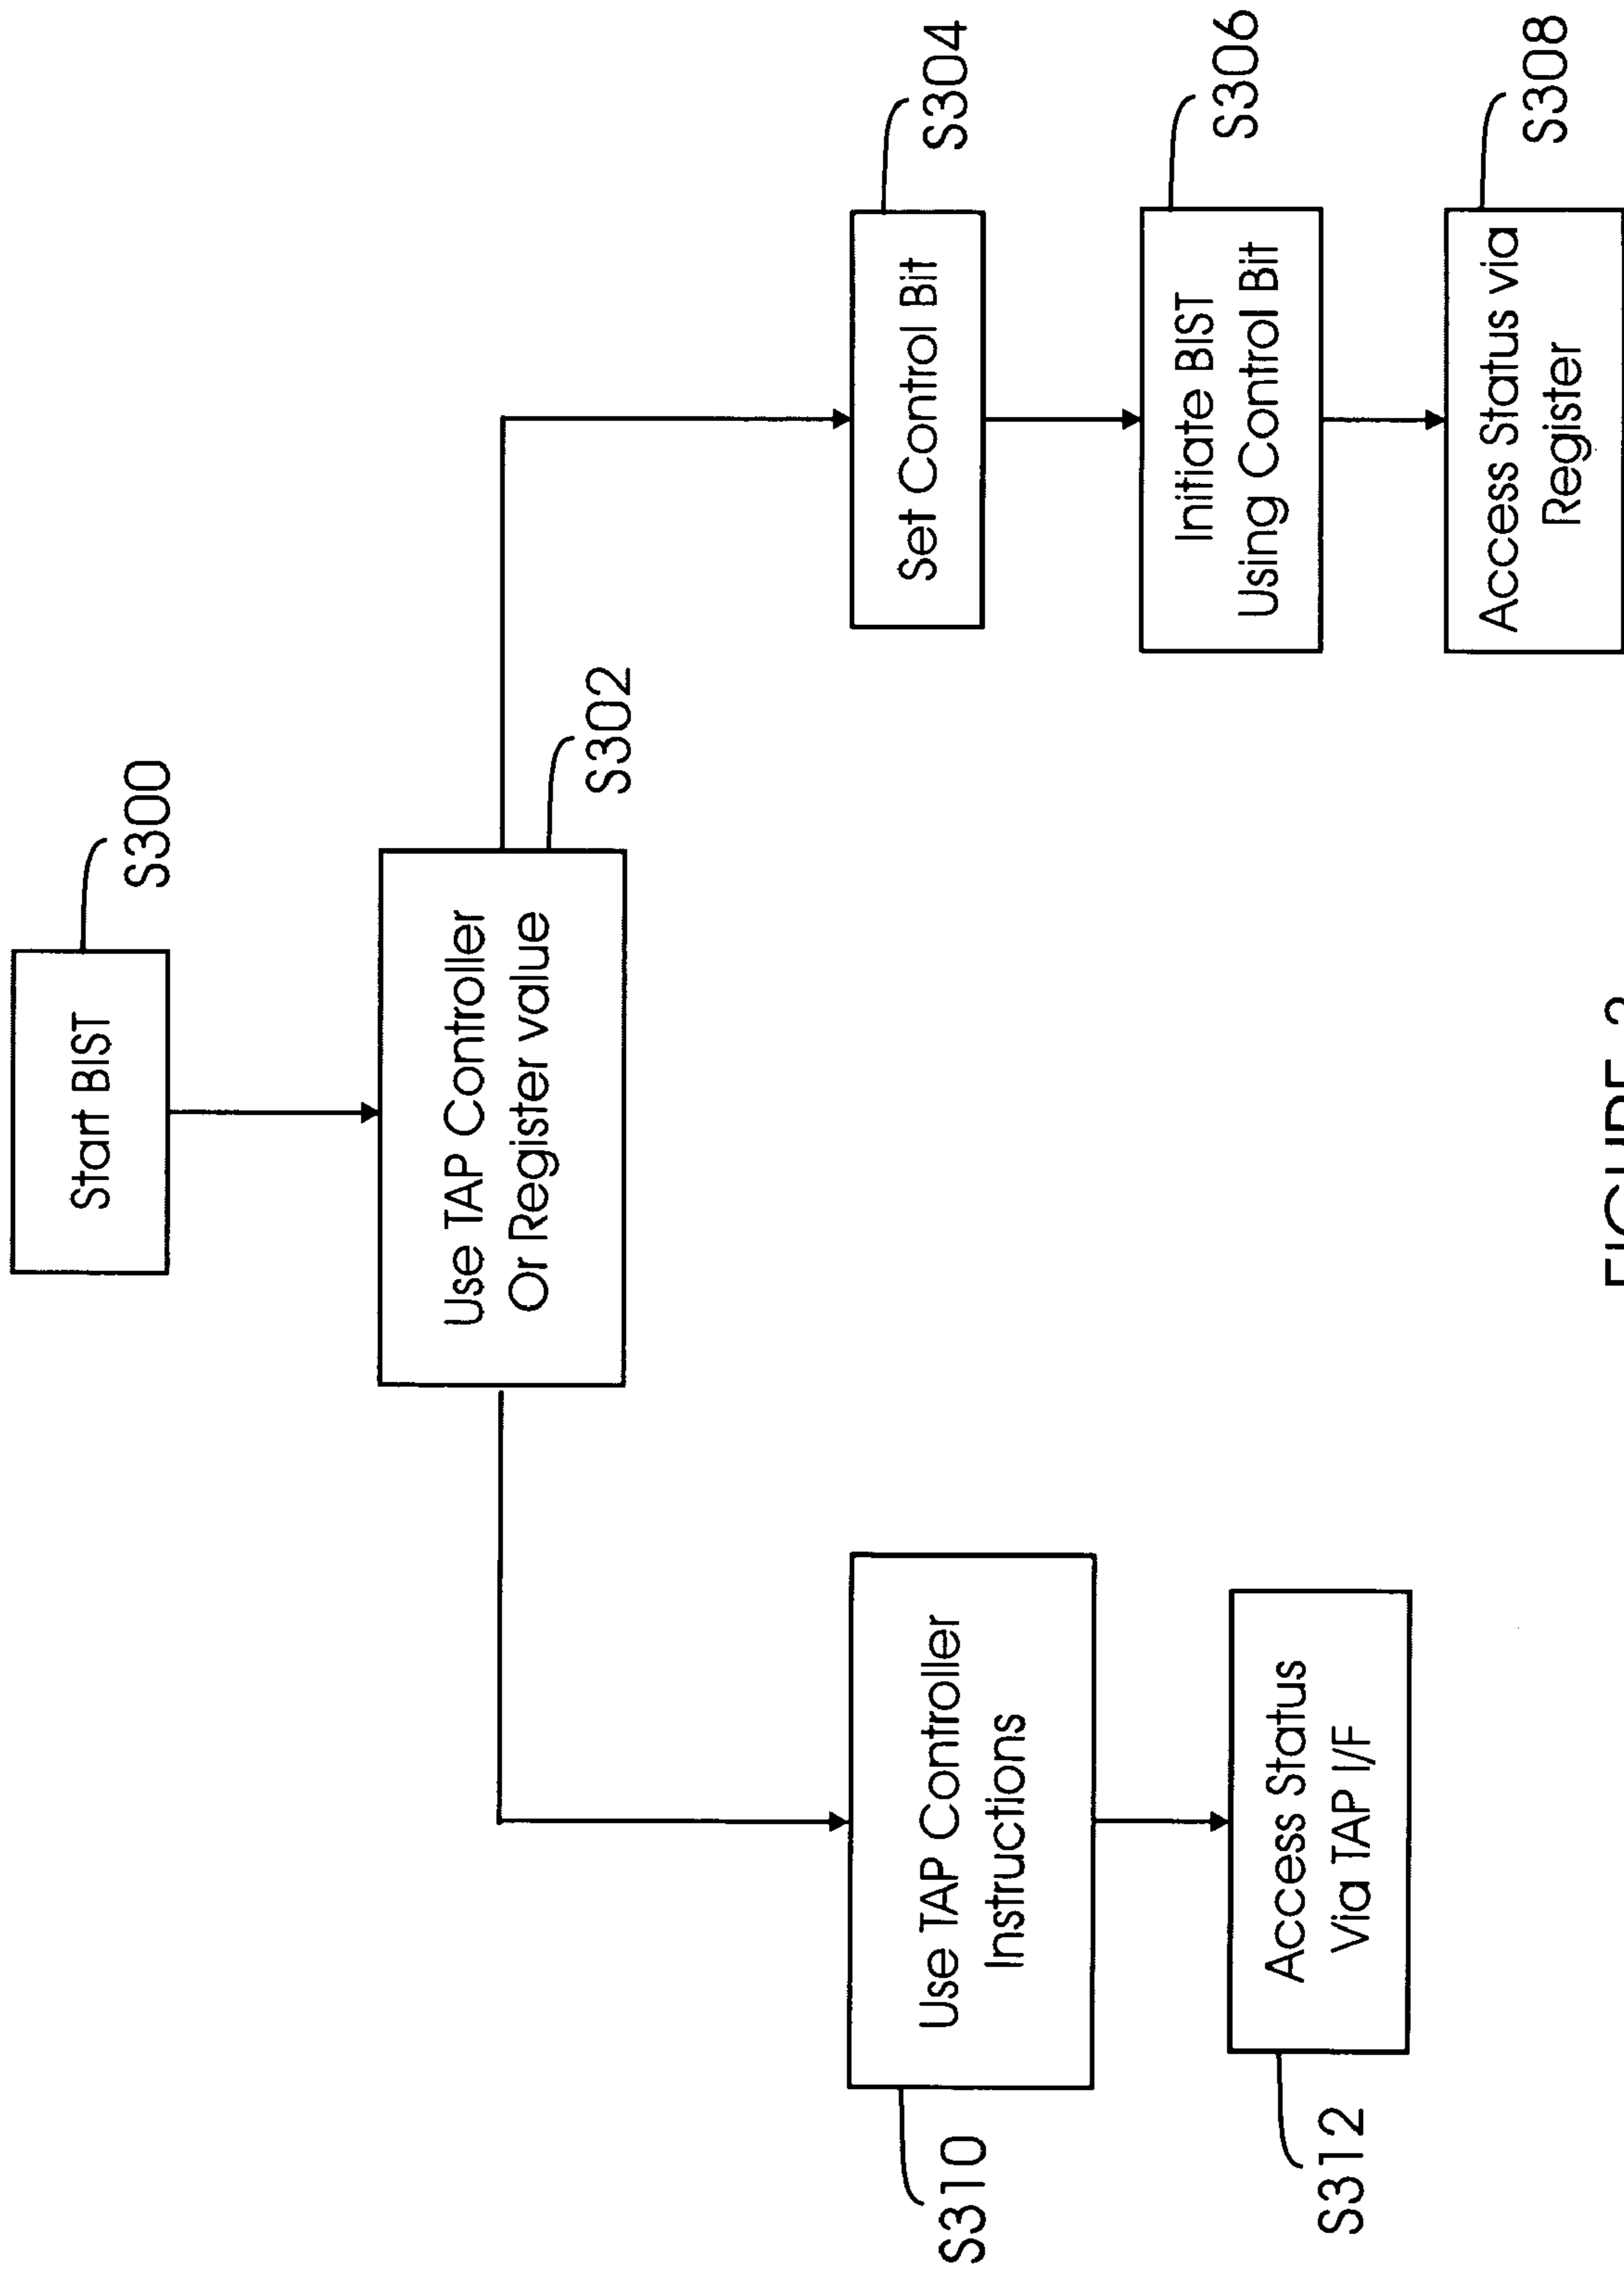 Start BIST
S300
Use TAP Controller
Or Register value
S302
Set Control Bit
S304
Initiate BIST
Using Control Bit
S306
Access Status via
Register
S308
Use TAP Controller
Instructions
S310
Access Status
Via TAP I/F
S312
FIGURE